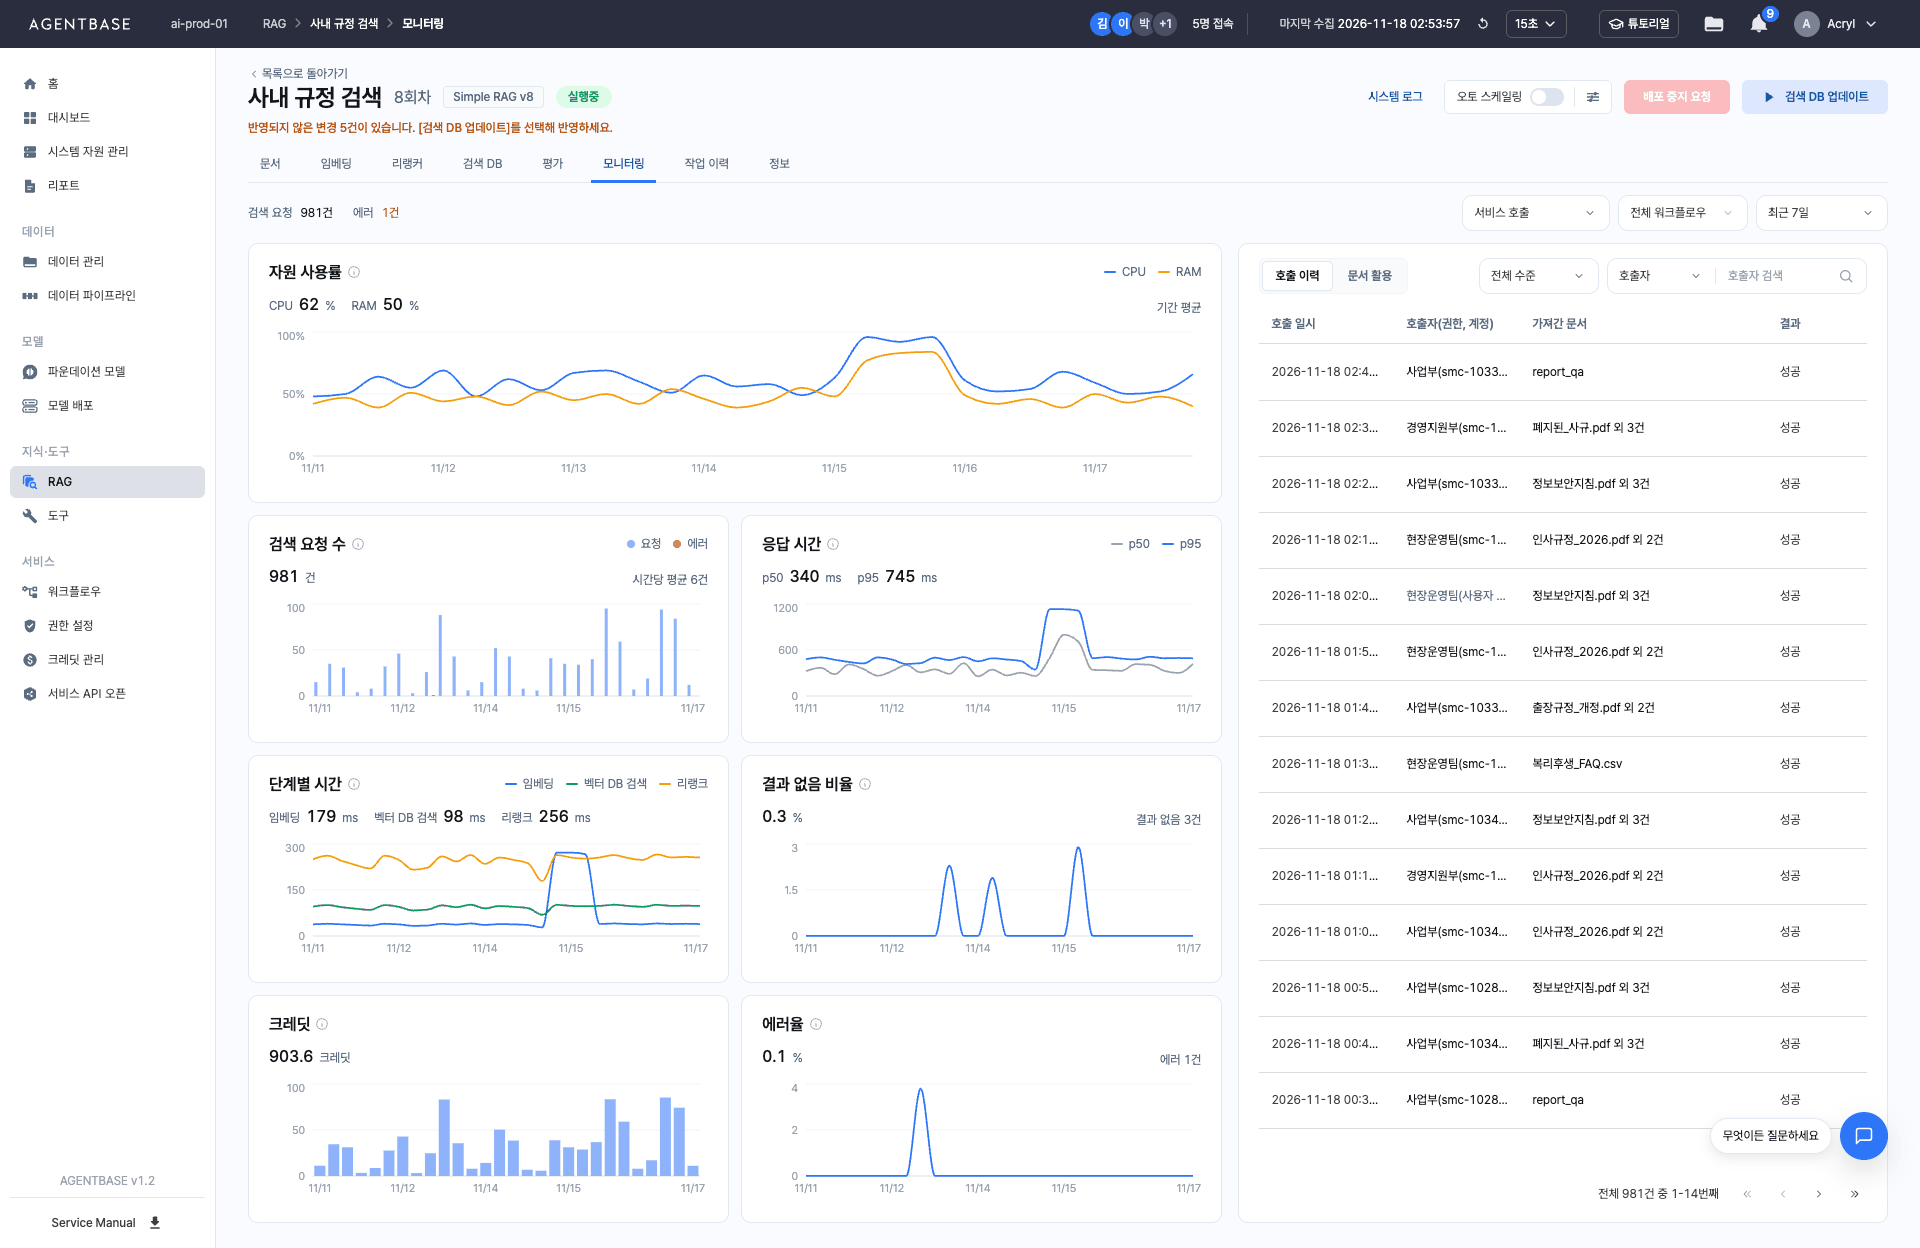 AGENTBASE
ai-prod-01
RAG > 사내 규정 검색 > 모니터링
김 이 박 +1 5명 접속
마지막 수집 2026-11-18 02:53:57
15초
튜토리얼
9
A Acryl
홈
대시보드
시스템 자원 관리
리포트
데이터
데이터 관리
데이터 파이프라인
모델
파운데이션 모델
모델 배포
지식·도구
RAG
도구
서비스
워크플로우
권한 설정
크레딧 관리
서비스 API 오픈
AGENTBASE v1.2
Service Manual
목록으로 돌아가기
사내 규정 검색 8회차 Simple RAG v8 실행중
반영되지 않은 변경 5건이 있습니다. [검색 DB 업데이트]를 선택해 반영하세요.
시스템 로그
오토 스케일링
배포 중지 요청
검색 DB 업데이트
문서 임베딩 리랭커 검색 DB 평가 모니터링 작업 이력 정보
검색 요청 981건 에러 1건
서비스 호출
전체 워크플로우
최근 7일
자원 사용률
CPU RAM
CPU 62 % RAM 50 %
기간 평균
100%
50%
0%
11/11 11/12 11/13 11/14 11/15 11/16 11/17
검색 요청 수
요청 에러
981 건
시간당 평균 6건
100
50
0
11/11 11/12 11/14 11/15 11/17
응답 시간
p50 p95
p50 340 ms p95 745 ms
1200
600
0
11/11 11/12 11/14 11/15 11/17
단계별 시간
임베딩 벡터 DB 검색 리랭크
임베딩 179 ms 벡터 DB 검색 98 ms 리랭크 256 ms
300
150
0
11/11 11/12 11/14 11/15 11/17
결과 없음 비율
0.3 %
결과 없음 3건
3
1.5
0
11/11 11/12 11/14 11/15 11/17
크레딧
903.6 크레딧
100
50
0
11/11 11/12 11/14 11/15 11/17
에러율
0.1 %
에러 1건
4
2
0
11/11 11/12 11/14 11/15 11/17
호출 이력 문서 활용
전체 수준
호출자
호출자 검색
호출 일시 호출자(권한, 계정) 가져간 문서 결과
2026-11-18 02:4... 사업부(smc-1033... report_qa 성공
2026-11-18 02:3... 경영지원부(smc-1... 폐지된_사규.pdf 외 3건 성공
2026-11-18 02:2... 사업부(smc-1033... 정보보안지침.pdf 외 3건 성공
2026-11-18 02:1... 현장운영팀(smc-1... 인사규정_2026.pdf 외 2건 성공
2026-11-18 02:0... 현장운영팀(사용자 ... 정보보안지침.pdf 외 3건 성공
2026-11-18 01:5... 현장운영팀(smc-1... 인사규정_2026.pdf 외 2건 성공
2026-11-18 01:4... 사업부(smc-1033... 출장규정_개정.pdf 외 2건 성공
2026-11-18 01:3... 현장운영팀(smc-1... 복리후생_FAQ.csv 성공
2026-11-18 01:2... 사업부(smc-1034... 정보보안지침.pdf 외 3건 성공
2026-11-18 01:1... 경영지원부(smc-1... 인사규정_2026.pdf 외 2건 성공
2026-11-18 01:0... 사업부(smc-1034... 인사규정_2026.pdf 외 2건 성공
2026-11-18 00:5... 사업부(smc-1028... 정보보안지침.pdf 외 3건 성공
2026-11-18 00:4... 사업부(smc-1034... 폐지된_사규.pdf 외 3건 성공
2026-11-18 00:3... 사업부(smc-1028... report_qa 성공
무엇이든 질문하세요
전체 981건 중 1-14번째